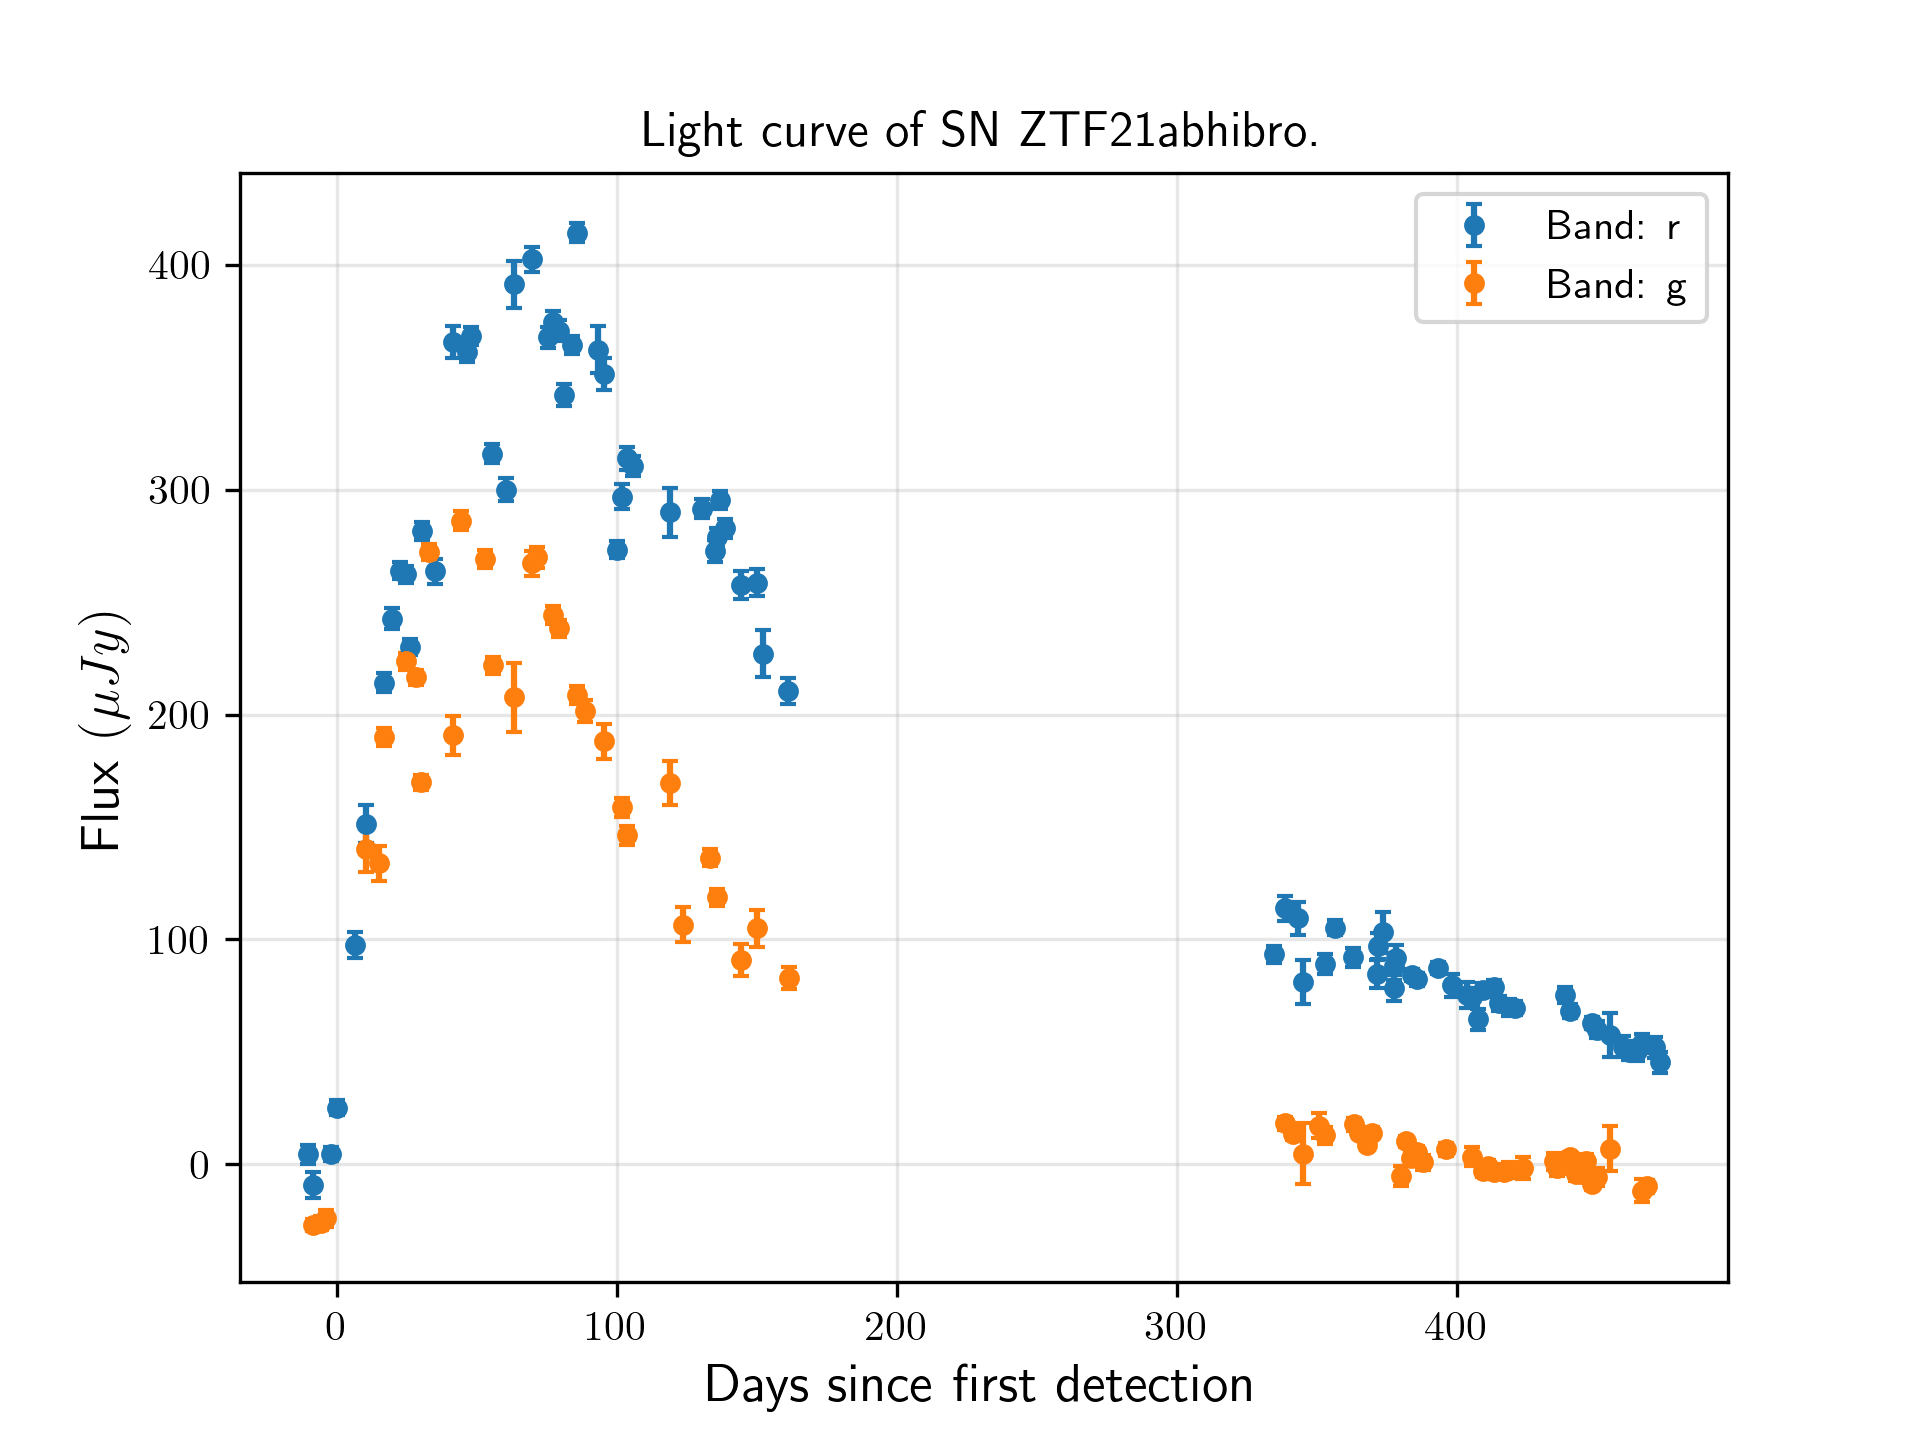 Light curve of SN ZTF21abhibro.
Band: r
Band: g
Flux (μJy)
400
300
200
100
0
0 100 200 300 400
Days since first detection